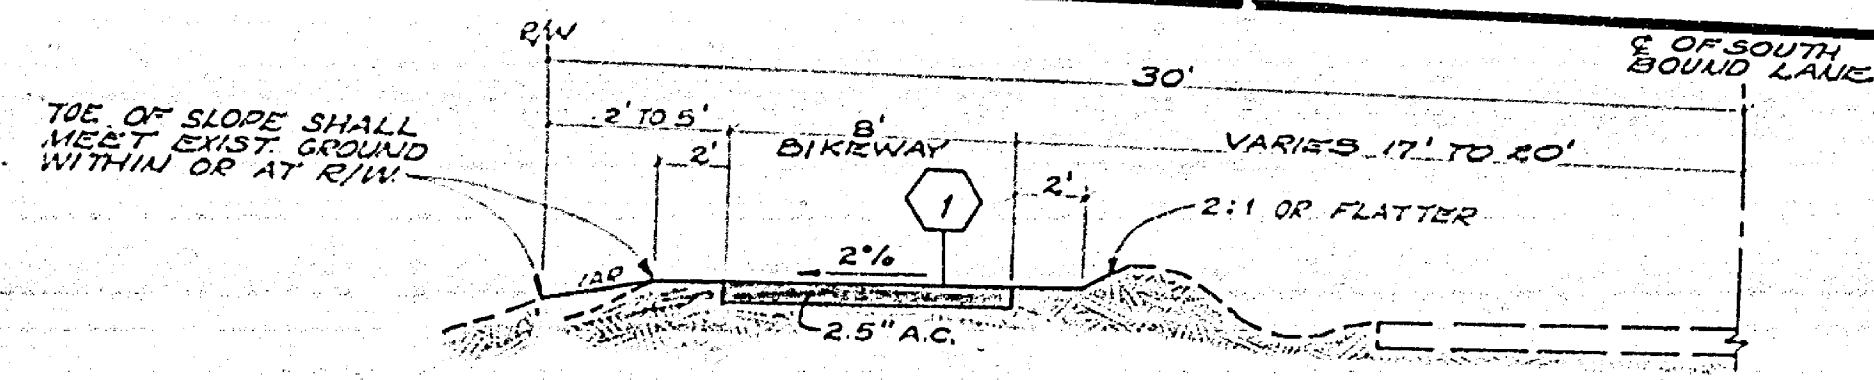 R/W
℄ OF SOUTH
BOUND LANE
30'
TOE OF SLOPE SHALL
MEET EXIST. GROUND
WITHIN OR AT R/W.
2' TO 5'
8'
BIKEWAY
VARIES 17' TO 20'
2'
2'
1
2:1 OR FLATTER
2%
2.5" A.C.